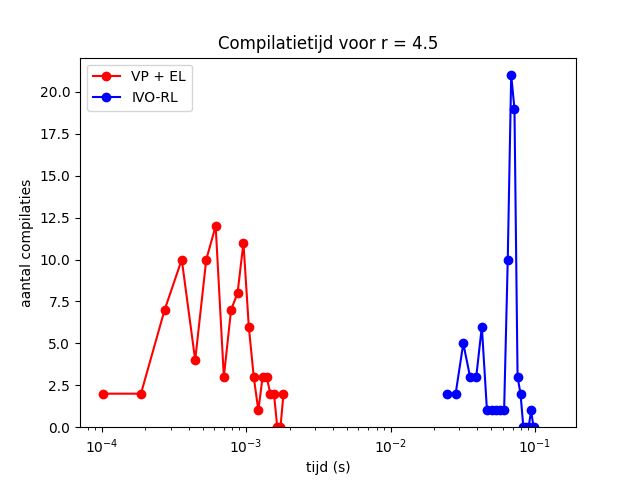 Compilatietijd voor r = 4.5
VP + EL
IVO-RL
aantal compilaties
20.0
17.5
15.0
12.5
10.0
7.5
5.0
2.5
0.0
10⁻⁴
10⁻³
10⁻²
10⁻¹
tijd (s)